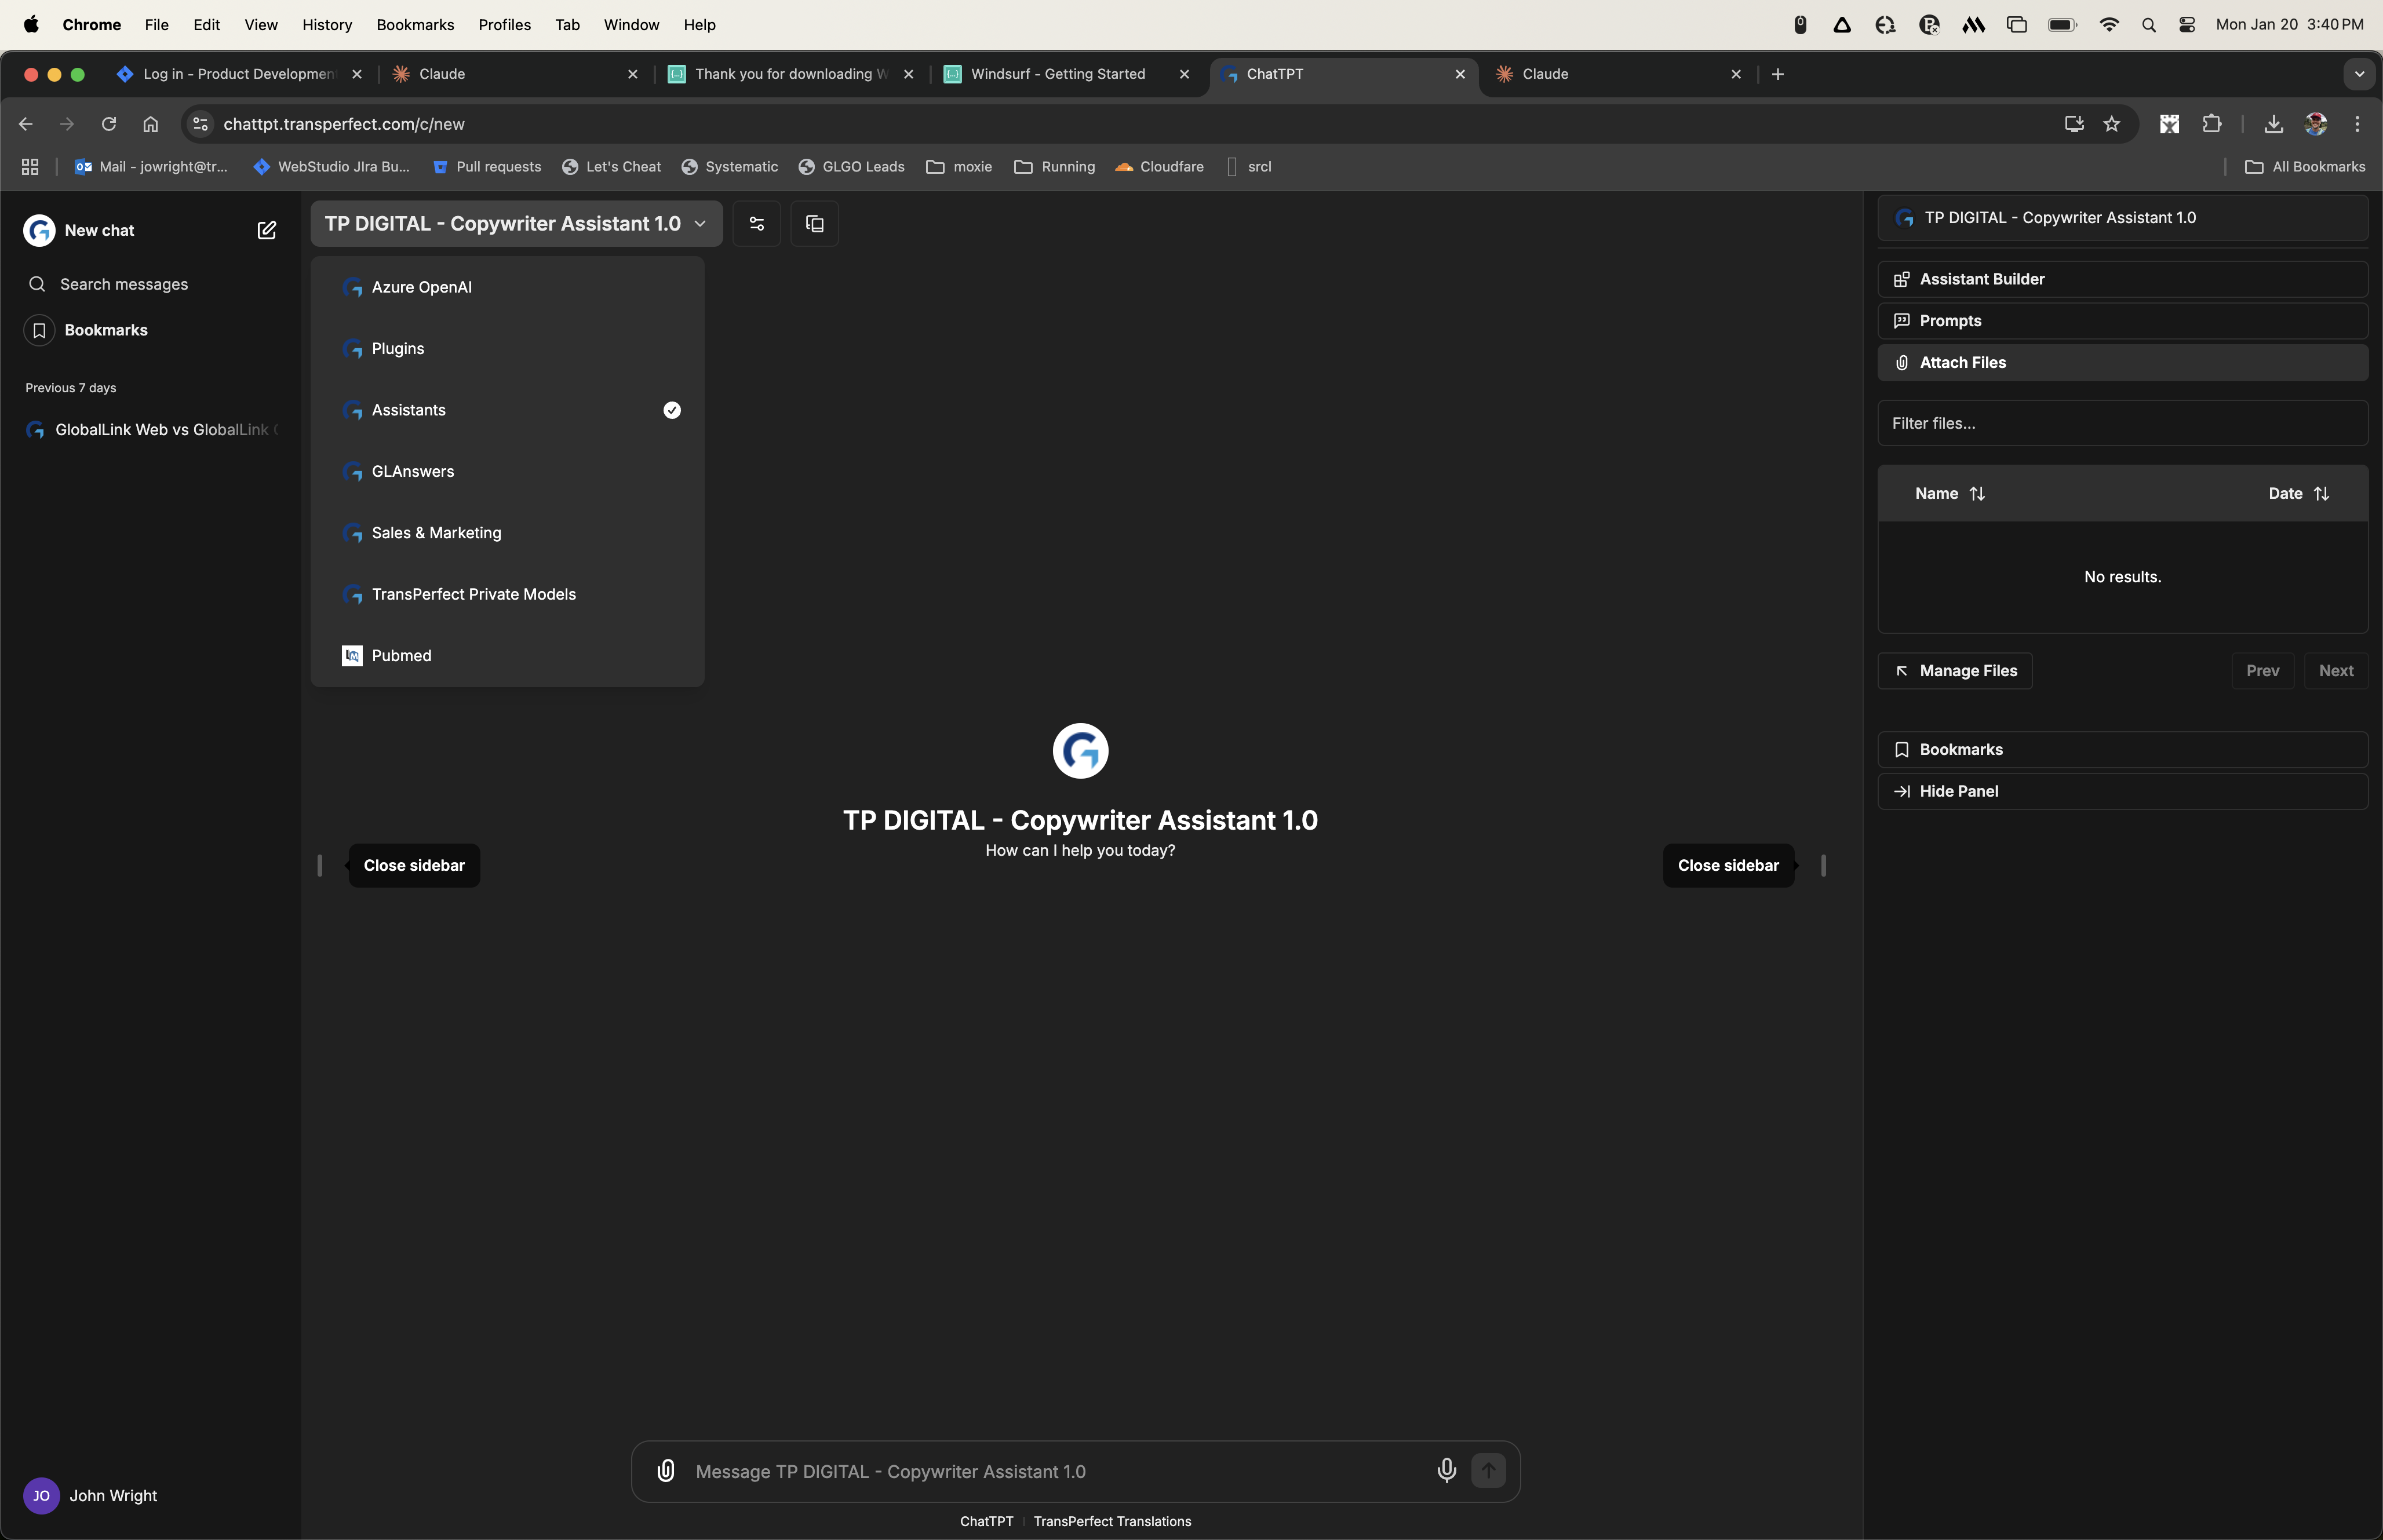 Chrome File Edit View History Bookmarks Profiles Tab Window Help Mon Jan 20 3:40 PM
Log in - Product Developmen Claude Thank you for downloading W Windsurf - Getting Started ChatTPT Claude
chattpt.transperfect.com/c/new
Mail - jowright@tr... WebStudio JIra Bu... Pull requests Let's Cheat Systematic GLGO Leads moxie Running Cloudfare srcl All Bookmarks
New chat
Search messages
Bookmarks
Previous 7 days
GlobalLink Web vs GlobalLink
JO John Wright
TP DIGITAL - Copywriter Assistant 1.0
Azure OpenAI
Plugins
Assistants
GLAnswers
Sales & Marketing
TransPerfect Private Models
Pubmed
TP DIGITAL - Copywriter Assistant 1.0
How can I help you today?
Close sidebar
Close sidebar
Message TP DIGITAL - Copywriter Assistant 1.0
ChatTPT TransPerfect Translations
TP DIGITAL - Copywriter Assistant 1.0
Assistant Builder
Prompts
Attach Files
Filter files...
Name Date
No results.
Manage Files Prev Next
Bookmarks
Hide Panel